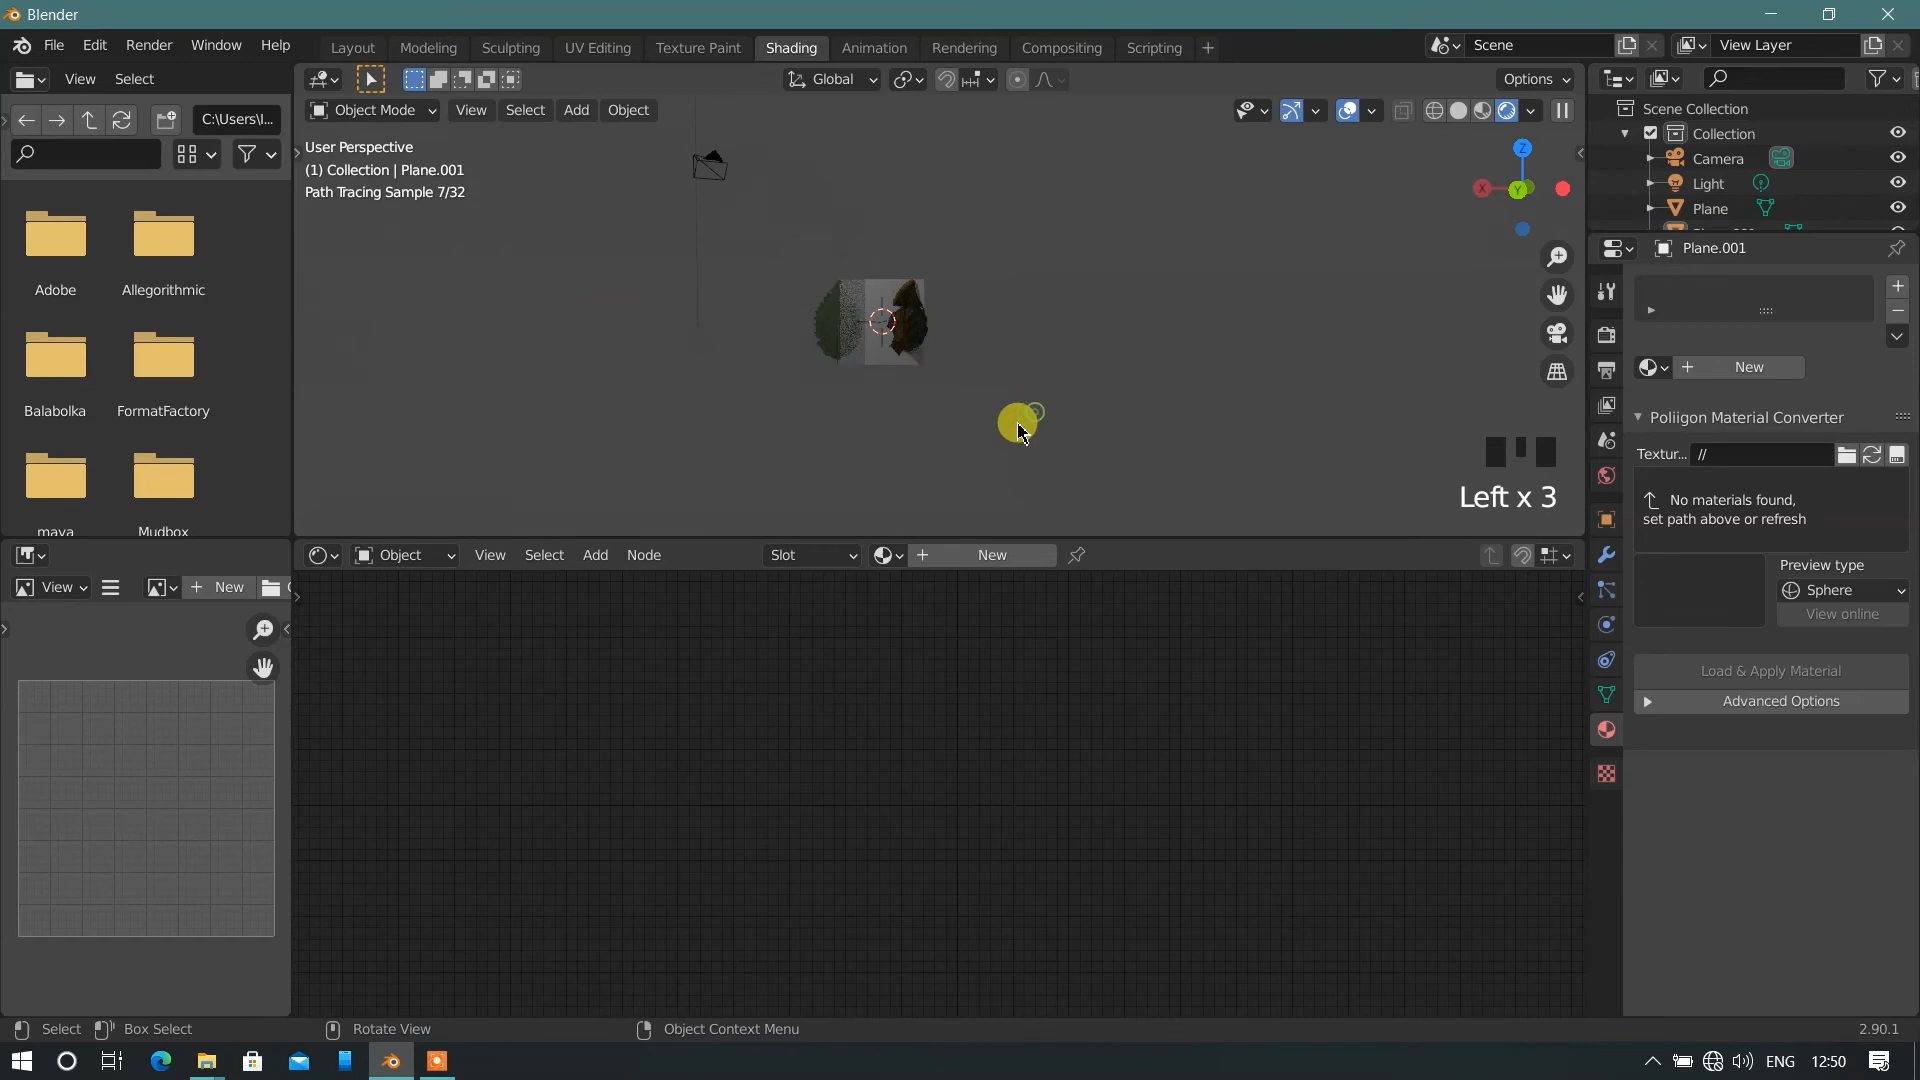 Blender
File Edit Render Window Help
Layout Modeling Sculpting UV Editing Texture Paint Shading Animation Rendering Compositing Scripting +
Scene
View Layer
View Select
C:\Users\I...
Global
Options
Object Mode View Select Add Object
User Perspective
(1) Collection | Plane.001
Path Tracing Sample 7/32
Z
X
Y
Left x 3
Adobe Allegorithmic
Balabolka FormatFactory
maya Mudbox
Scene Collection
Collection
Camera
Light
Plane
Plane.001
+ New
Poliigon Material Converter
Textur... //
No materials found,
set path above or refresh
Preview type
Sphere
View online
Load & Apply Material
Advanced Options
View + New
Object View Select Add Node Slot + New
Select Box Select Rotate View Object Context Menu 2.90.1
ENG 12:50